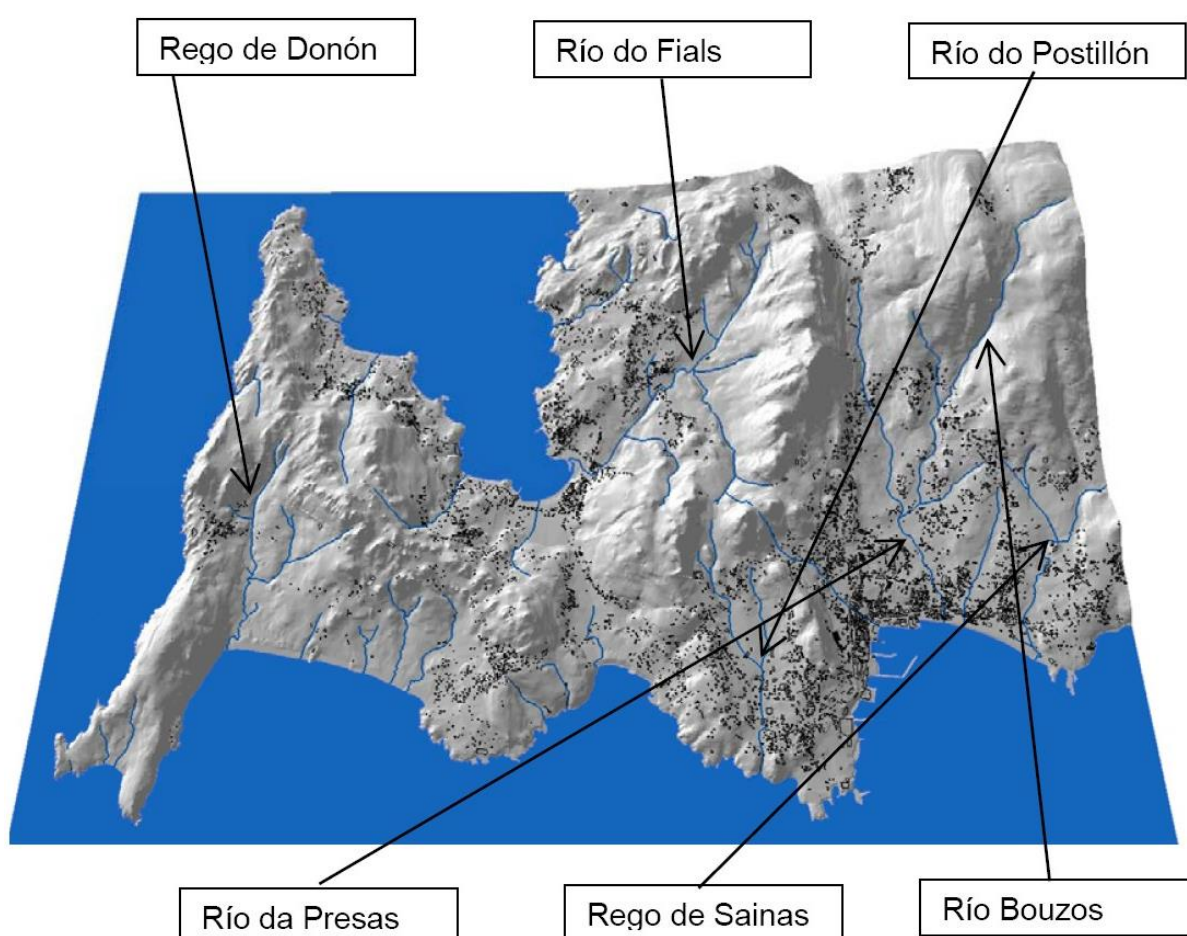 Rego de Donón
Río do Fials
Río do Postillón
Río da Presas
Rego de Sainas
Río Bouzos